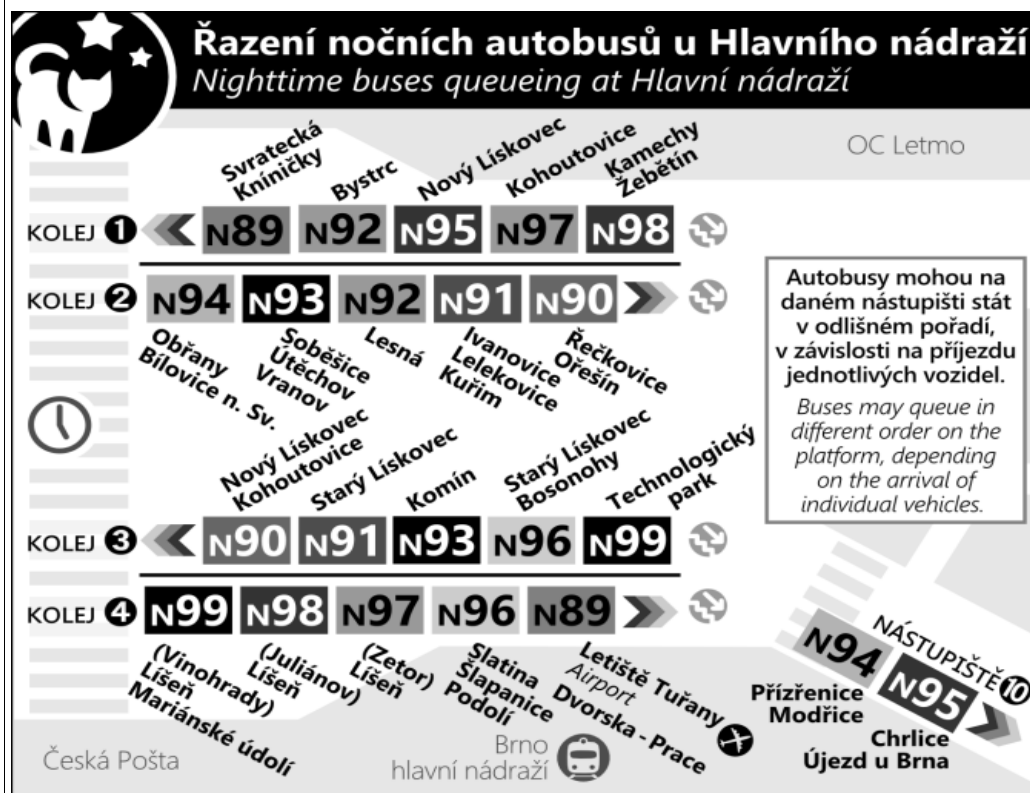 Řazení nočních autobusů u Hlavního nádraží
Nighttime buses queueing at Hlavní nádraží
OC Letmo
Svratecká
Kníničky
Bystrc
Nový Lískovec
Kohoutovice
Kamechy
Žebětín
KOLEJ 1 N89 N92 N95 N97 N98
KOLEJ 2 N94 N93 N92 N91 N90
Obřany
Bílovice n. Sv.
Soběšice
Útěchov
Vranov
Lesná
Ivanovice
Lelekovice
Kuřim
Řečkovice
Ořešín
Autobusy mohou na
daném nástupišti stát
v odlišném pořadí,
v závislosti na příjezdu
jednotlivých vozidel.
Buses may queue in
different order on the
platform, depending
on the arrival of
individual vehicles.
Nový Lískovec
Kohoutovice
Starý Lískovec
Komín
Starý Lískovec
Bosonohy
Technologický
park
KOLEJ 3 N90 N91 N93 N96 N99
KOLEJ 4 N99 N98 N97 N96 N89
(Vinohrady)
Líšeň
Mariánské údolí
(Juliánov)
Líšeň
(Zetor)
Líšeň
Slatina
Šlapanice
Podolí
Letiště Tuřany
Airport
Dvorska - Prace
NÁSTUPIŠTĚ 10
N94 N95
Přízřenice
Modřice
Chrlice
Újezd u Brna
Česká Pošta
Brno
hlavní nádraží